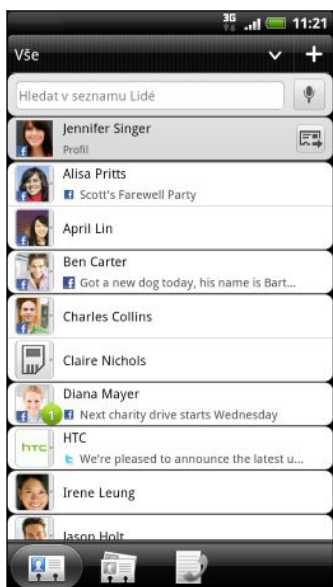 3G 11:21
Vše
Hledat v seznamu Lidé
Jennifer Singer
Profil
Alisa Pritts
Scott's Farewell Party
April Lin
Ben Carter
Got a new dog today, his name is Bart...
Charles Collins
Claire Nichols
Diana Mayer
1 Next charity drive starts Wednesday
HTC
hTC We're pleased to announce the latest u...
Irene Leung
Jason Holt